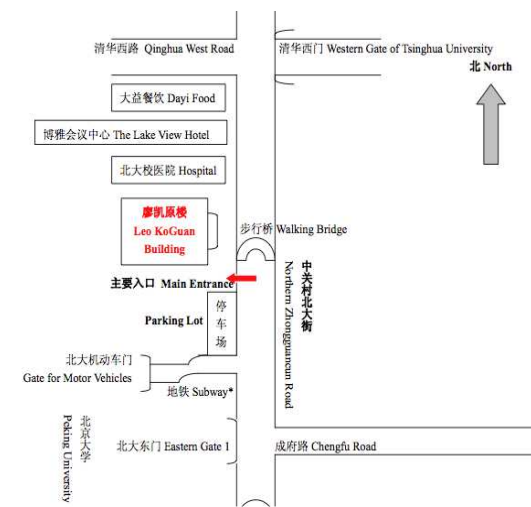 清华西路 Qinghua West Road
清华西门 Western Gate of Tsinghua University
北 North
大益餐饮 Dayi Food
博雅会议中心 The Lake View Hotel
北大校医院 Hospital
廖凯原楼
Leo KoGuan
Building
步行桥 Walking Bridge
主要入口 Main Entrance
中关村北大街
Northern Zhongguancun Road
Parking Lot
停车场
北大机动车门
Gate for Motor Vehicles
地铁 Subway*
北京大学
Peking University
北大东门 Eastern Gate 1
成府路 Chengfu Road